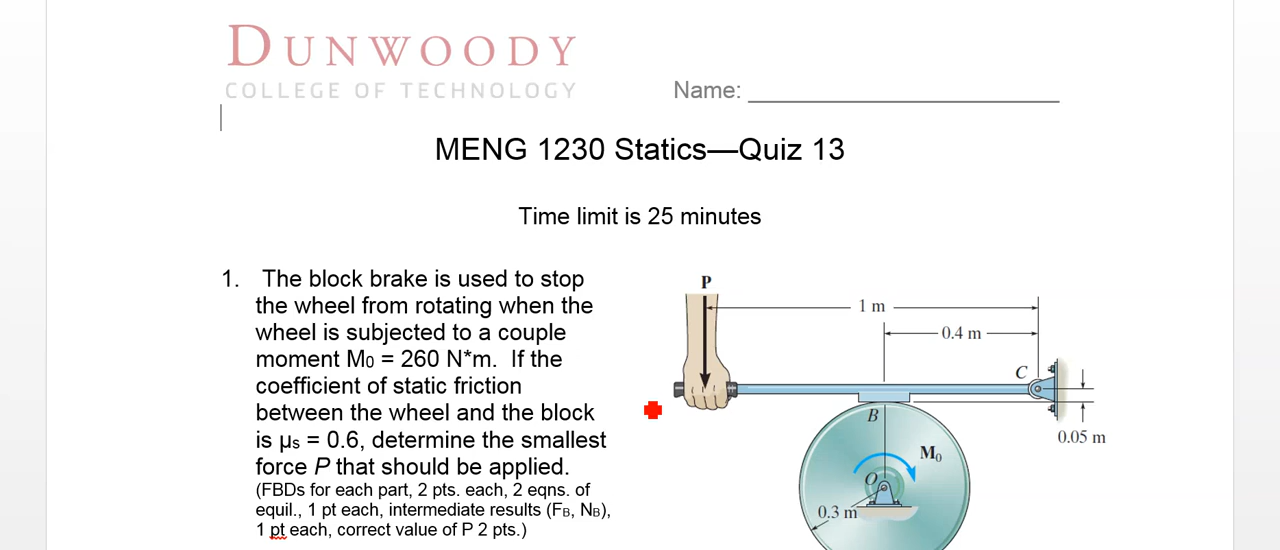 DUNWOODY
COLLEGE OF TECHNOLOGY
Name: ____________________
MENG 1230 Statics—Quiz 13
Time limit is 25 minutes
1. The block brake is used to stop
the wheel from rotating when the
wheel is subjected to a couple
moment M0 = 260 N*m. If the
coefficient of static friction
between the wheel and the block
is μs = 0.6, determine the smallest
force P that should be applied.
(FBDs for each part, 2 pts. each, 2 eqns. of
equil., 1 pt each, intermediate results (FB, NB),
1 pt each, correct value of P 2 pts.)
P
1 m
0.4 m
C
B
0.05 m
M0
O
0.3 m